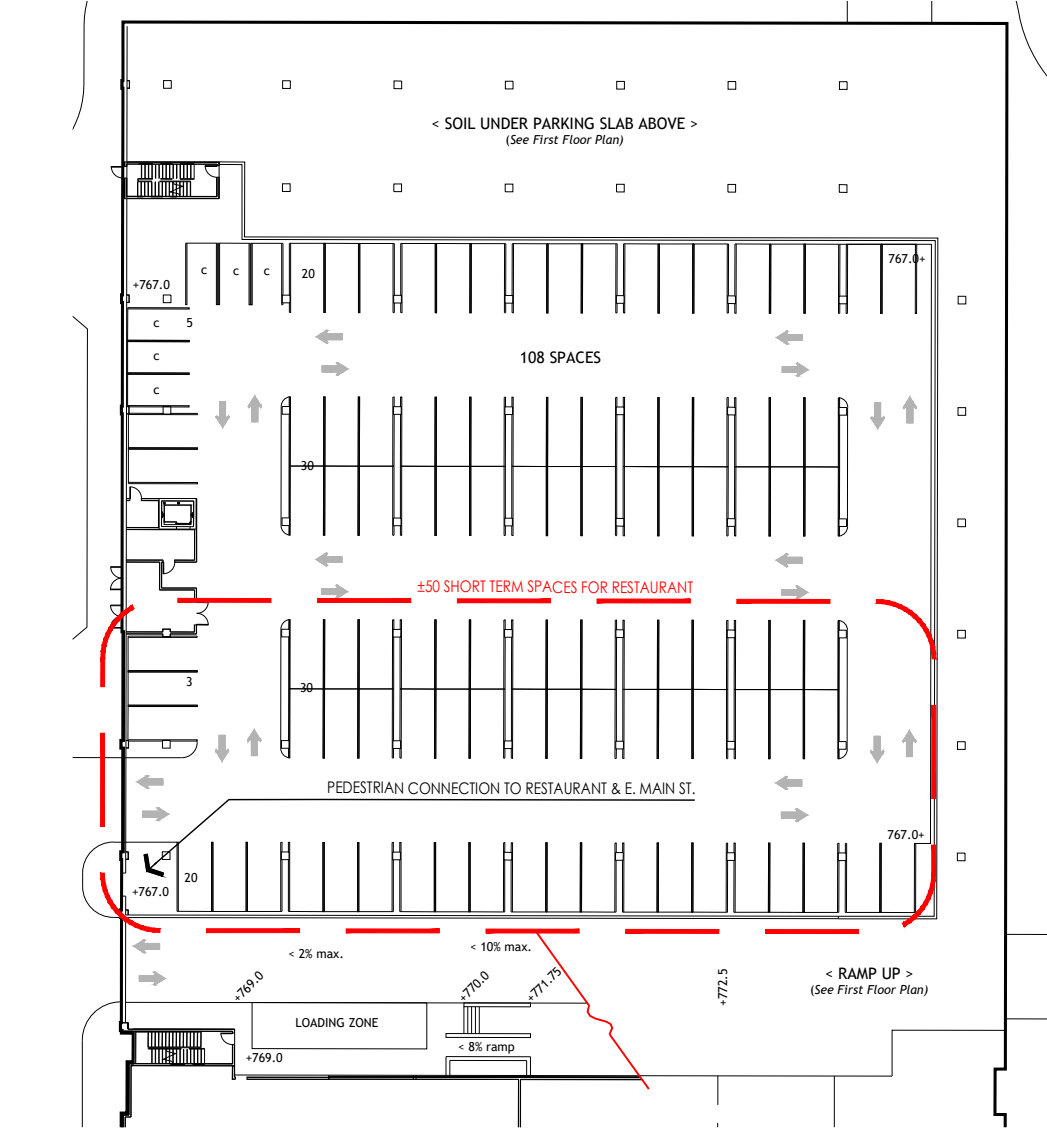 < SOIL UNDER PARKING SLAB ABOVE >
(See First Floor Plan)
767.0+
c c c 20
+767.0
c 5
c
c
108 SPACES
30
±50 SHORT TERM SPACES FOR RESTAURANT
3
30
PEDESTRIAN CONNECTION TO RESTAURANT & E. MAIN ST.
767.0+
20
+767.0
< 2% max.
< 10% max.
+769.0
+770.0
+771.75
+772.5
< RAMP UP >
(See First Floor Plan)
LOADING ZONE
< 8% ramp
+769.0